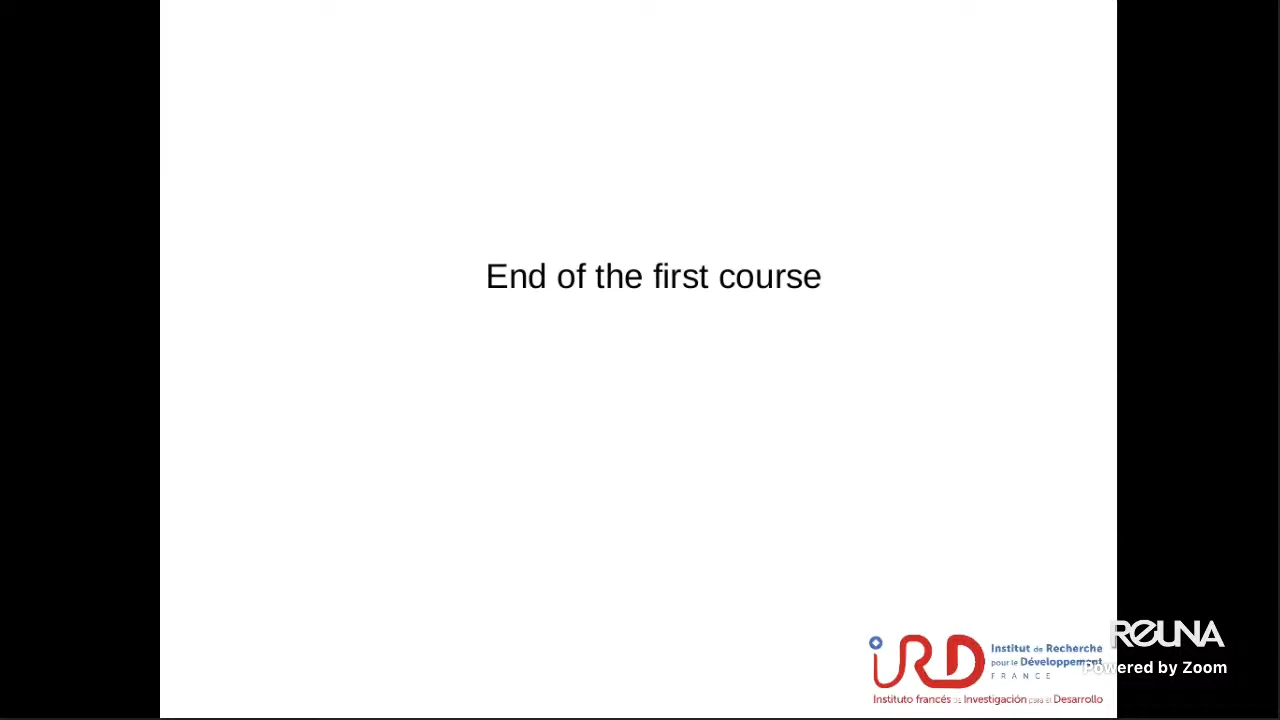 End of the first course
iRD
Institut de Recherche
pour le Développement
FRANCE
Instituto francés de Investigación para el Desarrollo
REUNA
Powered by Zoom